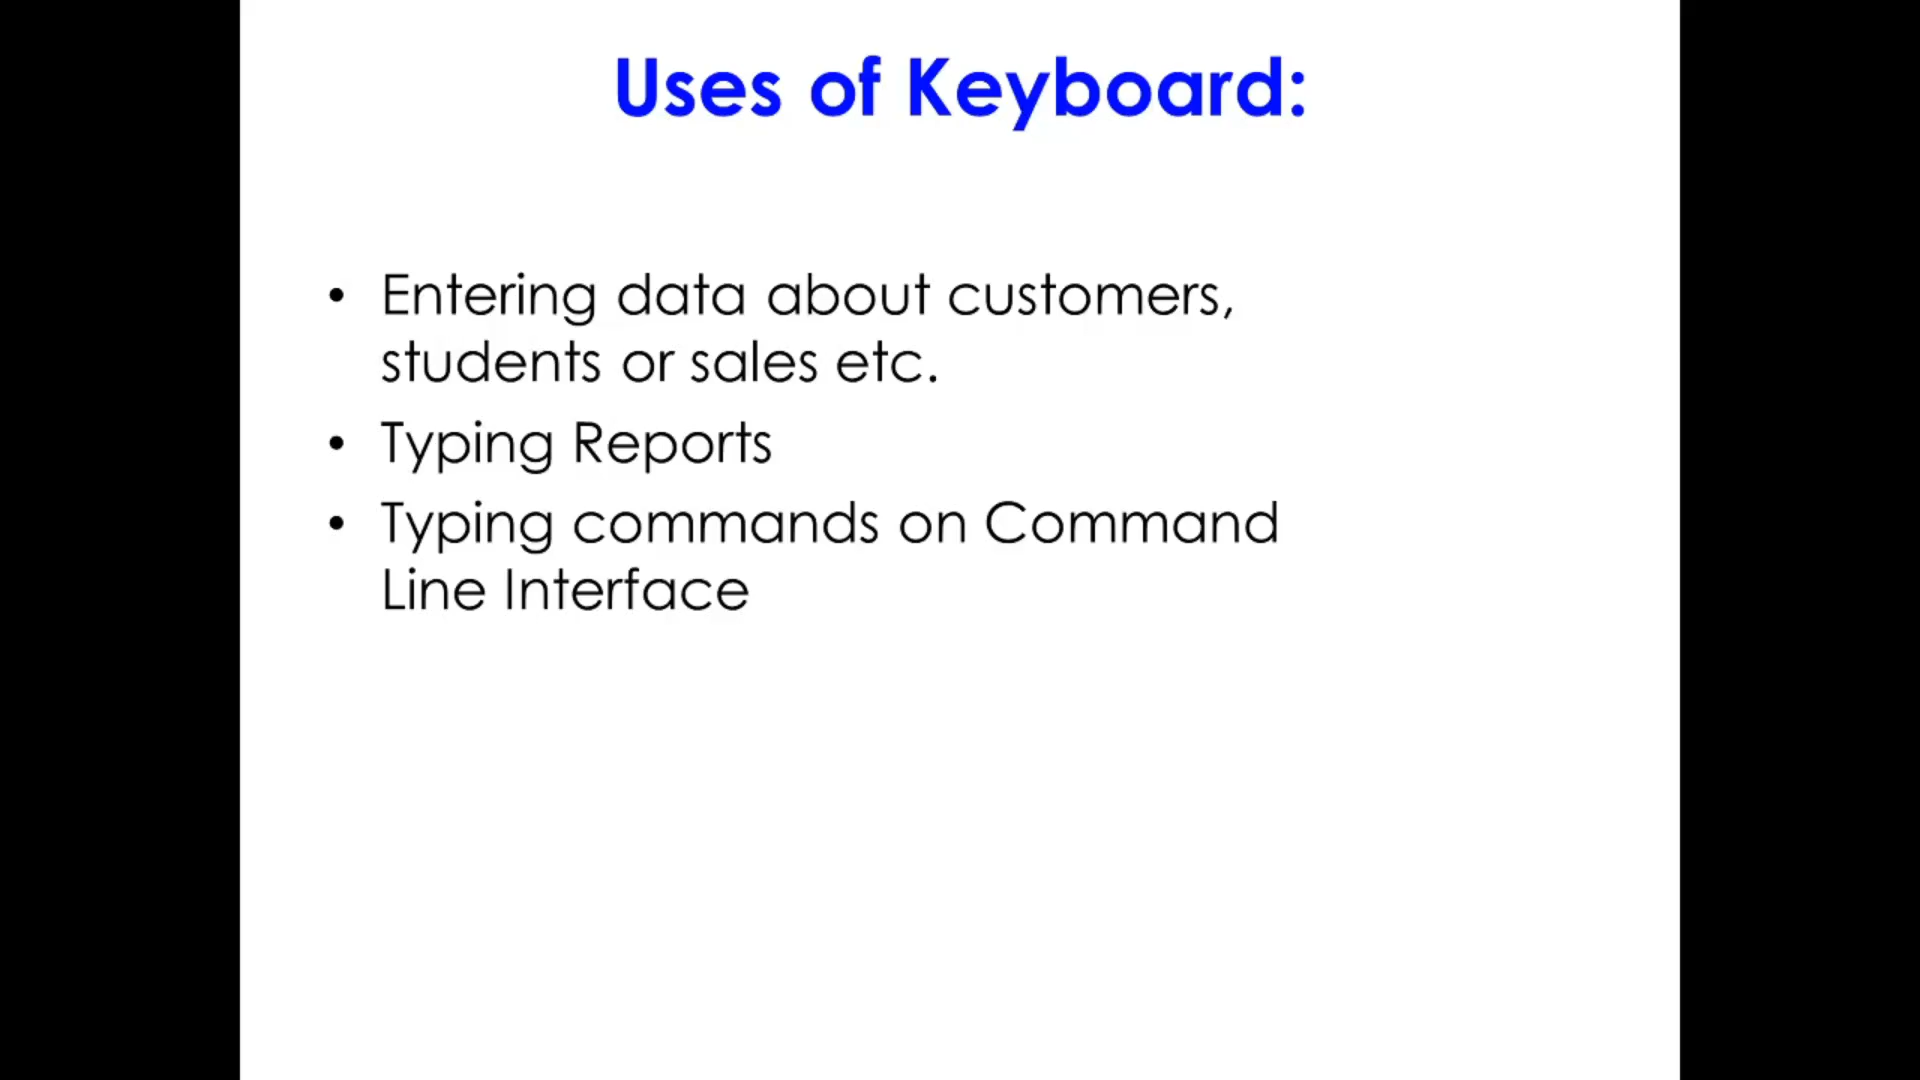 Uses of Keyboard:
• Entering data about customers,
students or sales etc.
• Typing Reports
• Typing commands on Command
Line Interface